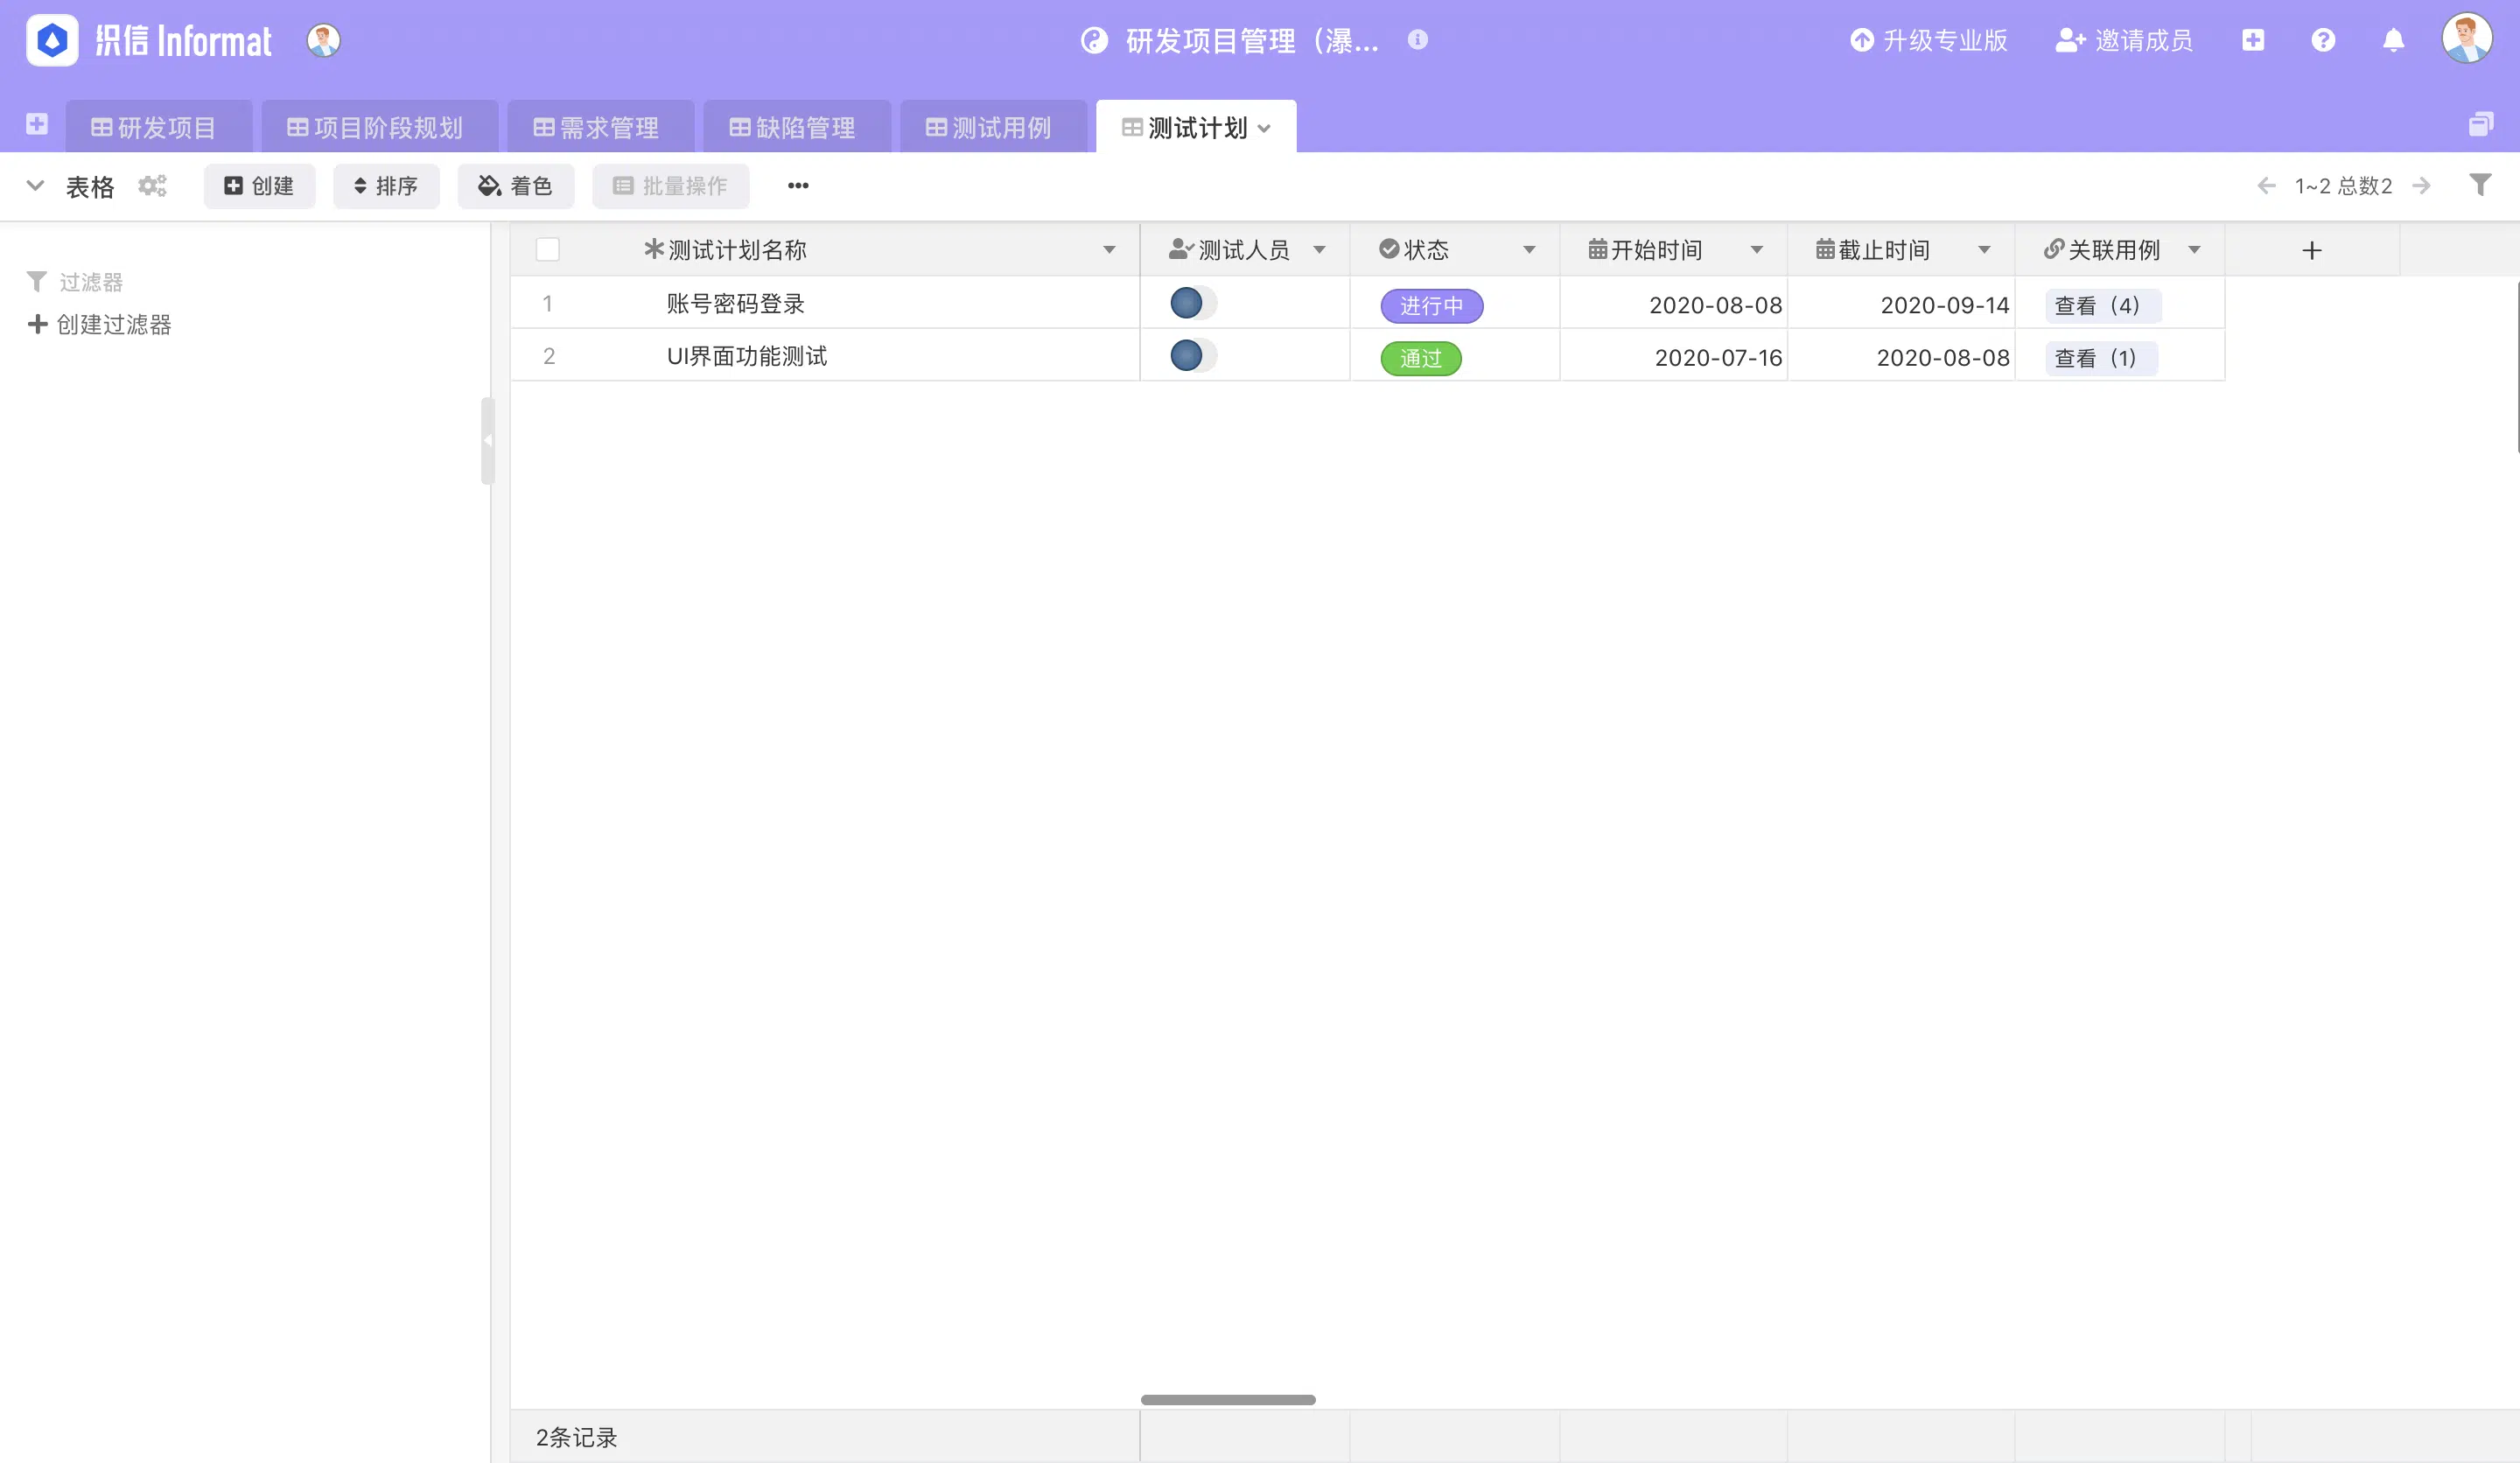 织信 Informat
研发项目管理（瀑...
升级专业版
邀请成员
研发项目
项目阶段规划
需求管理
缺陷管理
测试用例
测试计划
表格
创建
排序
着色
批量操作
1~2 总数2
过滤器
创建过滤器
测试计划名称
测试人员
状态
开始时间
截止时间
关联用例
1 账号密码登录 进行中 2020-08-08 2020-09-14 查看（4）
2 UI界面功能测试 通过 2020-07-16 2020-08-08 查看（1）
2条记录